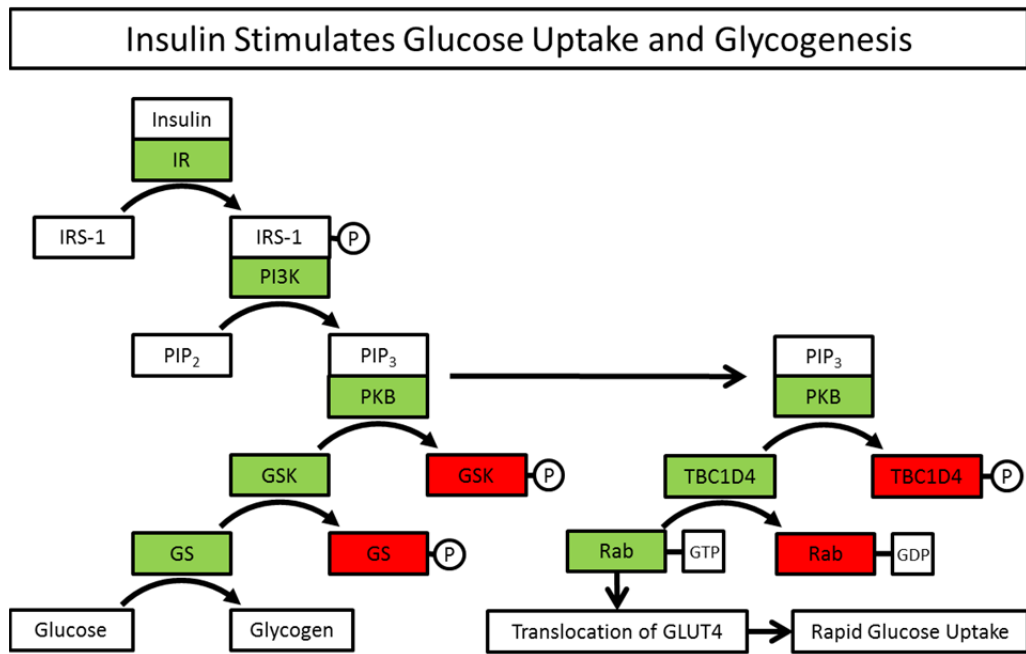 Insulin Stimulates Glucose Uptake and Glycogenesis
Insulin
IR
IRS-1
IRS-1
P
PI3K
PIP₂
PIP₃
PIP₃
PKB
PKB
GSK
GSK
P
TBC1D4
TBC1D4
P
GS
GS
P
Rab
GTP
Rab
GDP
Glucose
Glycogen
Translocation of GLUT4
Rapid Glucose Uptake